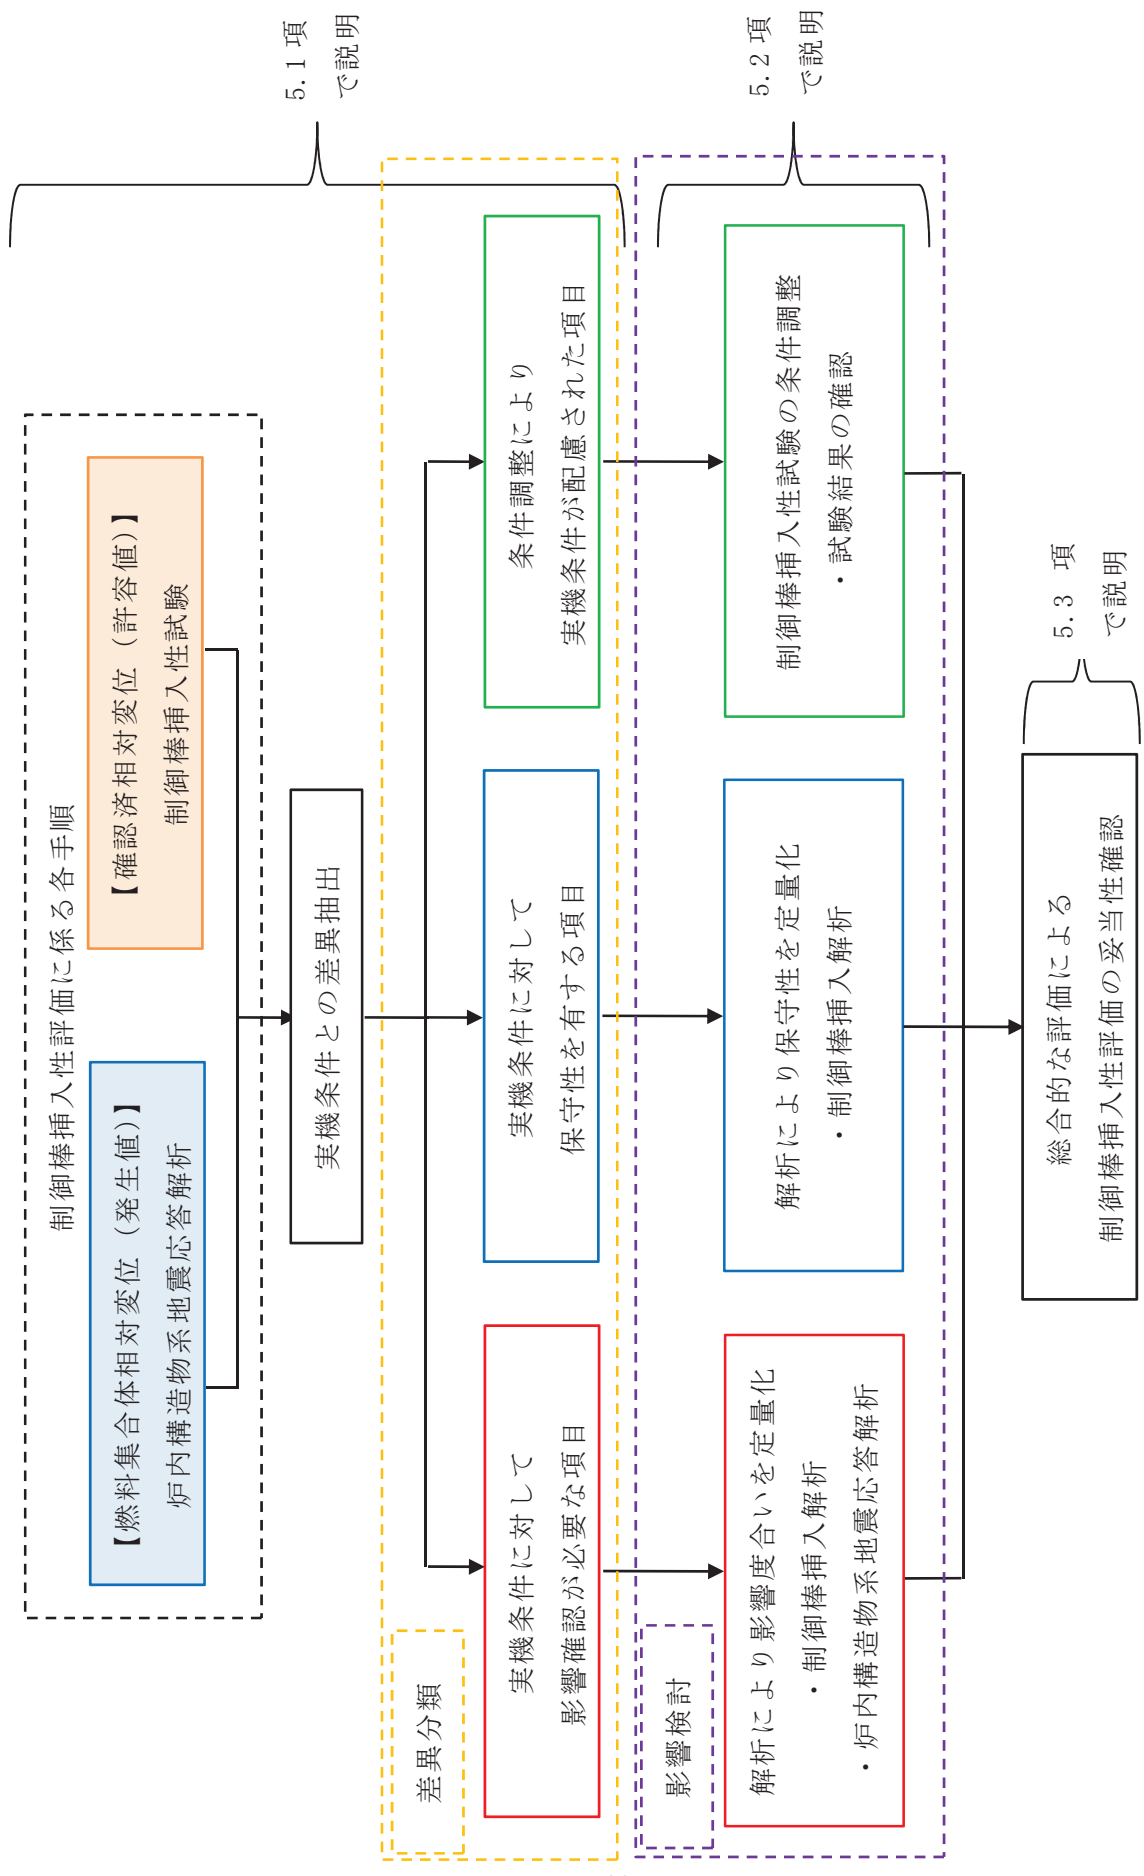 制御棒挿入性評価に係る各手順
【燃料集合体相対変位（発生値）】
炉内構造物系地震応答解析
【確認済相対変位（許容値）】
制御棒挿入性試験
実機条件との差異抽出
5.1 項
で説明
差異分類
実機条件に対して
影響確認が必要な項目
実機条件に対して
保守性を有する項目
条件調整により
実機条件が配慮された項目
5.2 項
で説明
影響検討
解析により影響度合いを定量化
・制御棒挿入解析
・炉内構造物系地震応答解析
解析により保守性を定量化
・制御棒挿入解析
制御棒挿入性試験の条件調整
・試験結果の確認
総合的な評価による
制御棒挿入性評価の妥当性確認
5.3 項
で説明